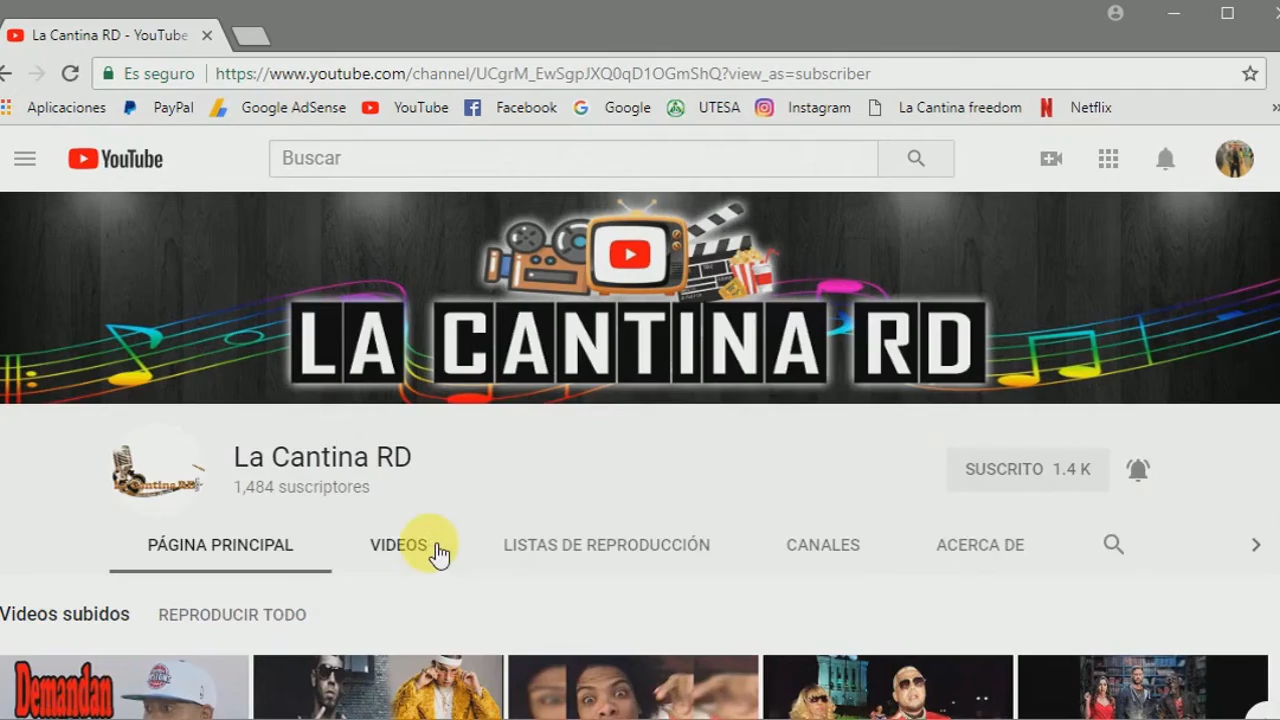 La Cantina RD - YouTube
Es seguro https://www.youtube.com/channel/UCgrM_EwSgpJXQ0qD1OGmSbQ?view_as=subscriber
Aplicaciones PayPal Google AdSense YouTube Facebook Google UTESA Instagram La Cantina freedom Netflix
YouTube Buscar
LA CANTINA RD
La Cantina RD
1,484 suscriptores
SUSCRITO 1.4 K
PÁGINA PRINCIPAL VIDEOS LISTAS DE REPRODUCCIÓN CANALES ACERCA DE
Videos subidos REPRODUCIR TODO
Demandan